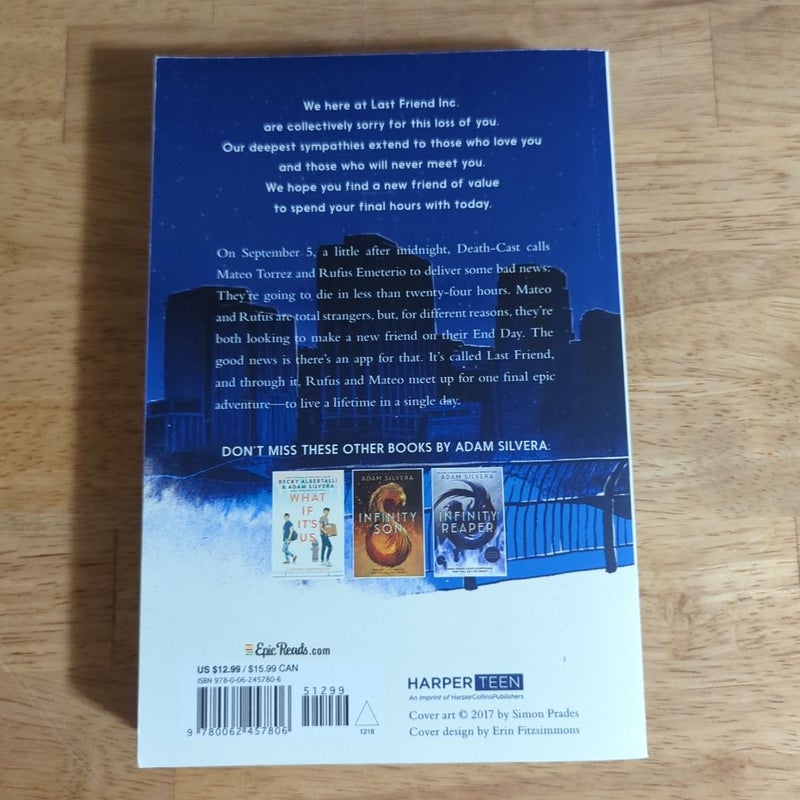 We here at Last Friend Inc.
are collectively sorry for this loss of you.
Our deepest sympathies extend to those who love you
and those who will never meet you.
We hope you find a new friend of value
to spend your final hours with today.
On September 5, a little after midnight, Death-Cast calls
Mateo Torrez and Rufus Emeterio to deliver some bad news:
They're going to die in less than twenty-four hours. Mateo
and Rufus are total strangers, but, for different reasons, they're
both looking to make a new friend on their End Day. The
good news is there's an app for that. It's called Last Friend,
and through it, Rufus and Mateo meet up for one final epic
adventure—to live a lifetime in a single day.
DON'T MISS THESE OTHER BOOKS BY ADAM SILVERA:
BECKY ALBERTALLI
& ADAM SILVERA
WHAT
IF
IT'S
US
ADAM SILVERA
INFINITY
SON
ADAM SILVERA
INFINITY
REAPER
EpicReads.com
US $12.99 / $15.99 CAN
ISBN 978-0-06-245780-6
51299
9 780062 457806
1218
HARPER TEEN
An Imprint of HarperCollinsPublishers
Cover art © 2017 by Simon Prades
Cover design by Erin Fitzsimmons